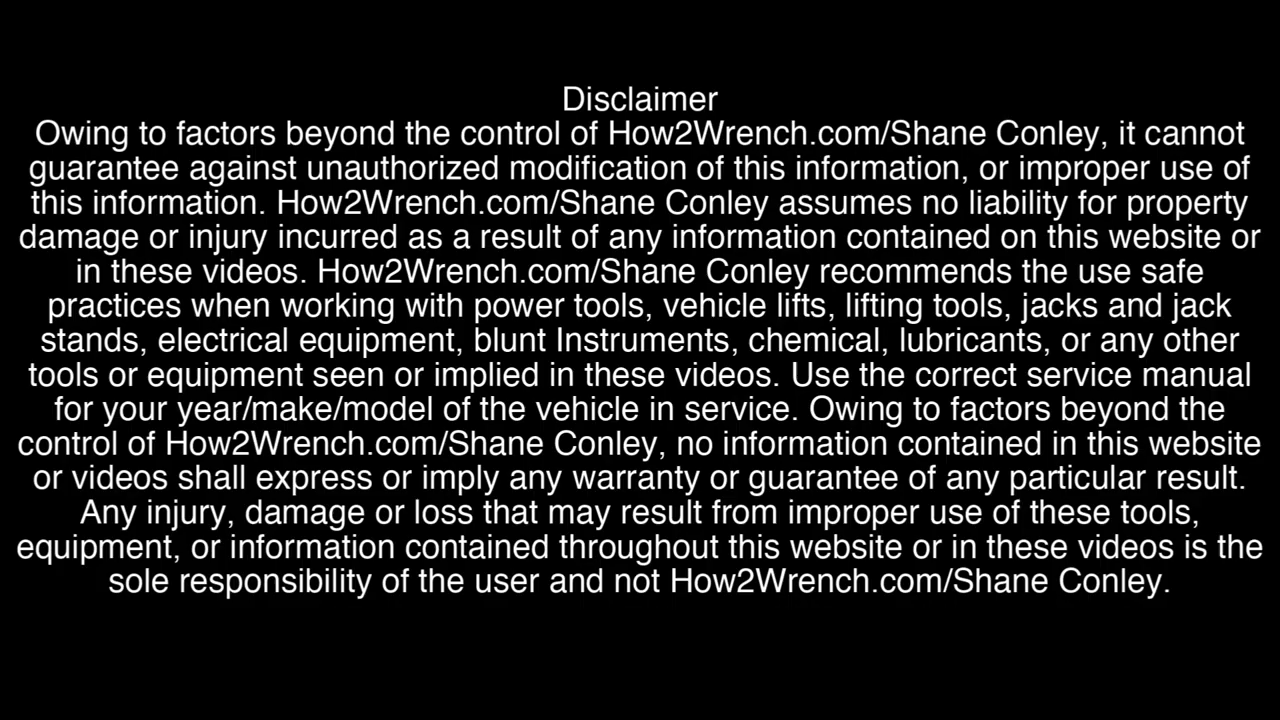 Disclaimer
Owing to factors beyond the control of How2Wrench.com/Shane Conley, it cannot
guarantee against unauthorized modification of this information, or improper use of
this information. How2Wrench.com/Shane Conley assumes no liability for property
damage or injury incurred as a result of any information contained on this website or
in these videos. How2Wrench.com/Shane Conley recommends the use safe
practices when working with power tools, vehicle lifts, lifting tools, jacks and jack
stands, electrical equipment, blunt Instruments, chemical, lubricants, or any other
tools or equipment seen or implied in these videos. Use the correct service manual
for your year/make/model of the vehicle in service. Owing to factors beyond the
control of How2Wrench.com/Shane Conley, no information contained in this website
or videos shall express or imply any warranty or guarantee of any particular result.
Any injury, damage or loss that may result from improper use of these tools,
equipment, or information contained throughout this website or in these videos is the
sole responsibility of the user and not How2Wrench.com/Shane Conley.